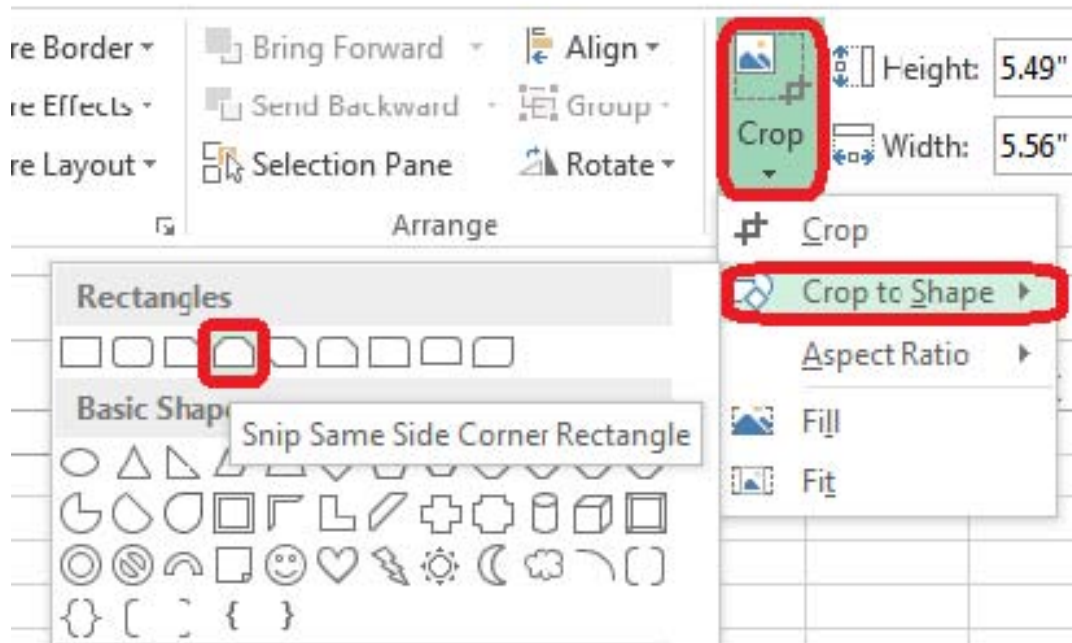 re Border
Bring Forward
Align
Height: 5.49"
re Effects
Send Backward
Group
Crop
Width: 5.56"
re Layout
Selection Pane
Rotate
Arrange
Crop
Rectangles
Crop to Shape
Aspect Ratio
Basic Shap
Snip Same Side Corner Rectangle
Fill
Fit